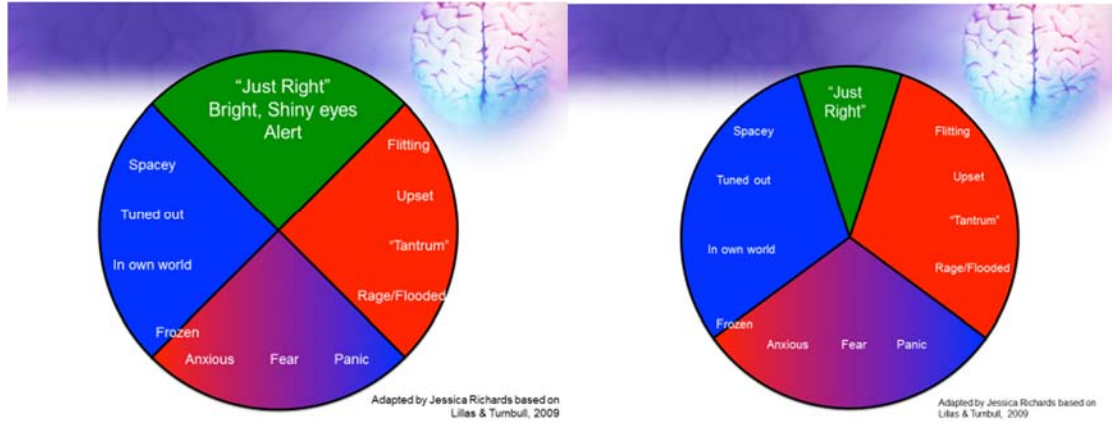 “Just Right”
Bright, Shiny eyes
Alert
Spacey
Tuned out
In own world
Frozen
Flitting
Upset
“Tantrum”
Rage/Flooded
Anxious Fear Panic
Adapted by Jessica Richards based on
Lillas & Turnbull, 2009
“Just
Right”
Spacey
Tuned out
In own world
Frozen
Flitting
Upset
“Tantrum”
Rage/Flooded
Anxious Fear Panic
Adapted by Jessica Richards based on
Lillas & Turnbull, 2009